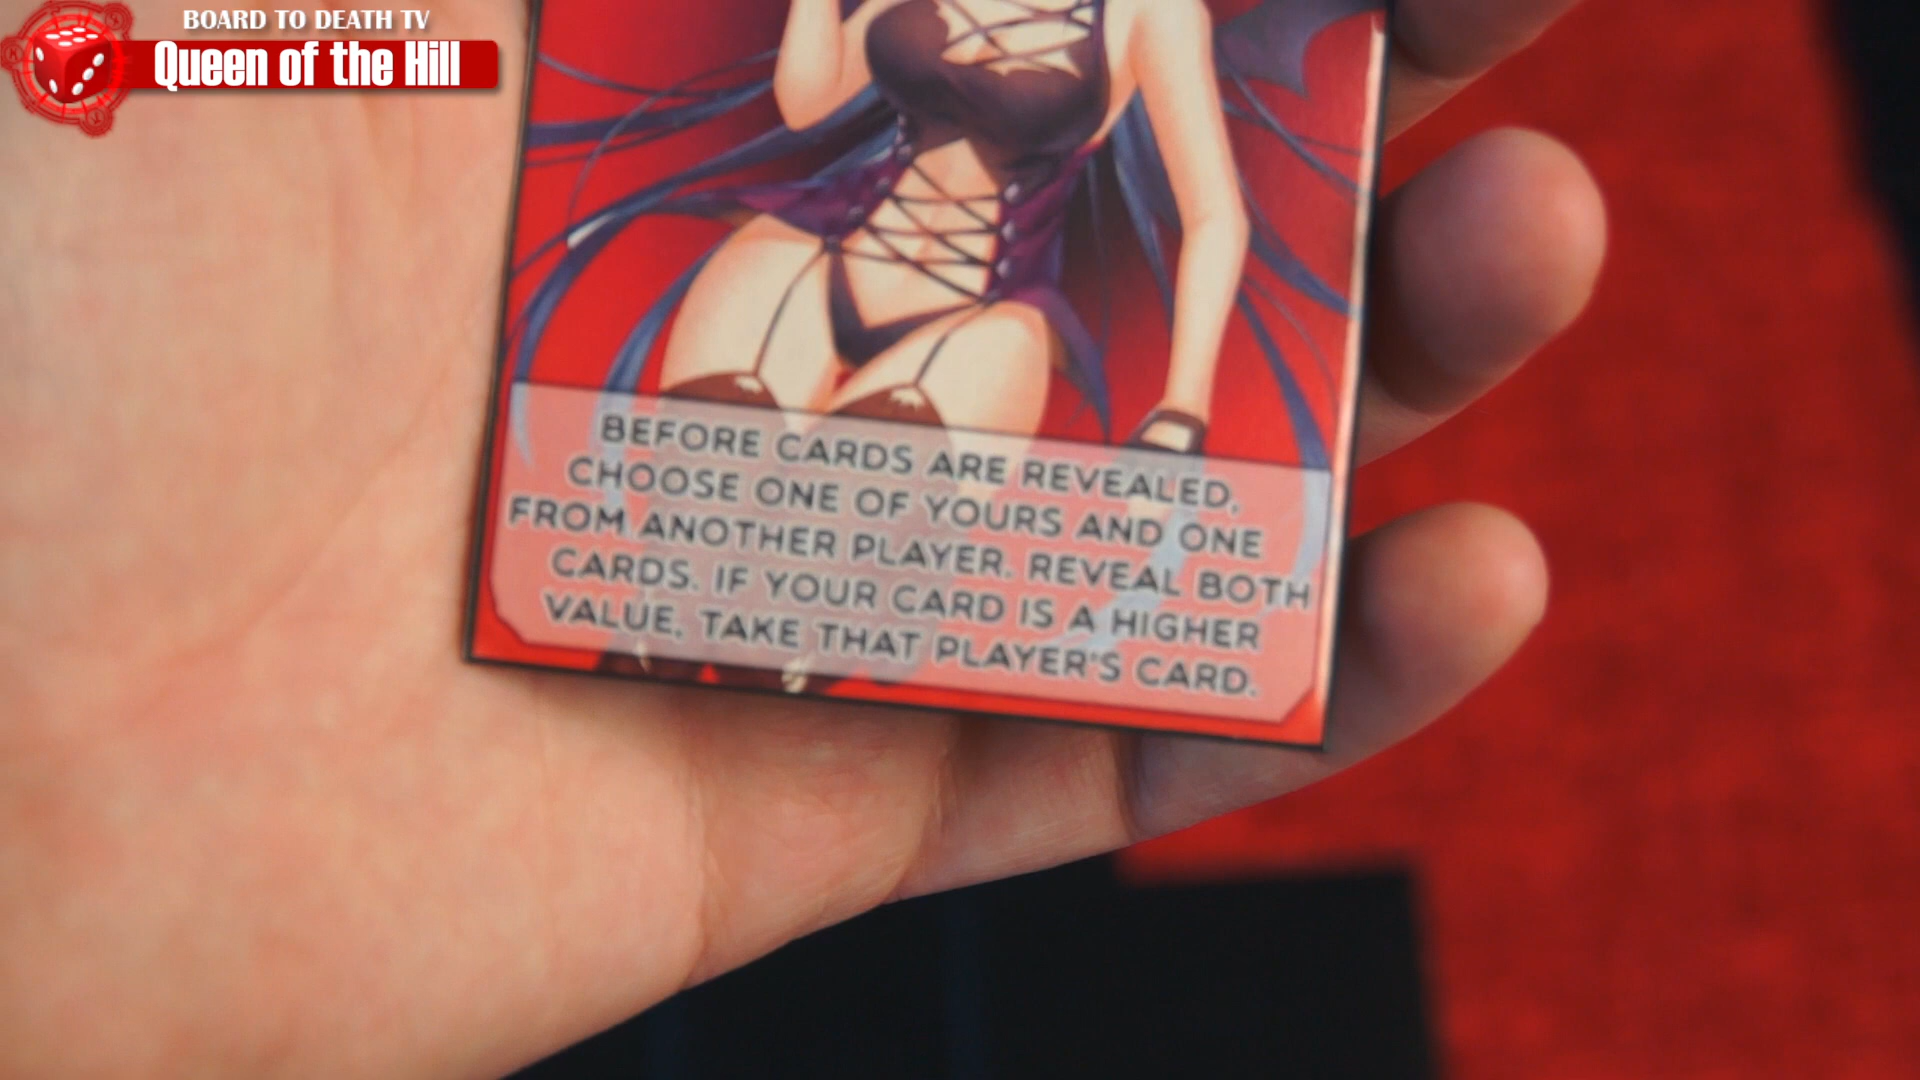 BOARD TO DEATH TV
Queen of the Hill
BEFORE CARDS ARE REVEALED,
CHOOSE ONE OF YOURS AND ONE
FROM ANOTHER PLAYER. REVEAL BOTH
CARDS. IF YOUR CARD IS A HIGHER
VALUE, TAKE THAT PLAYER'S CARD.